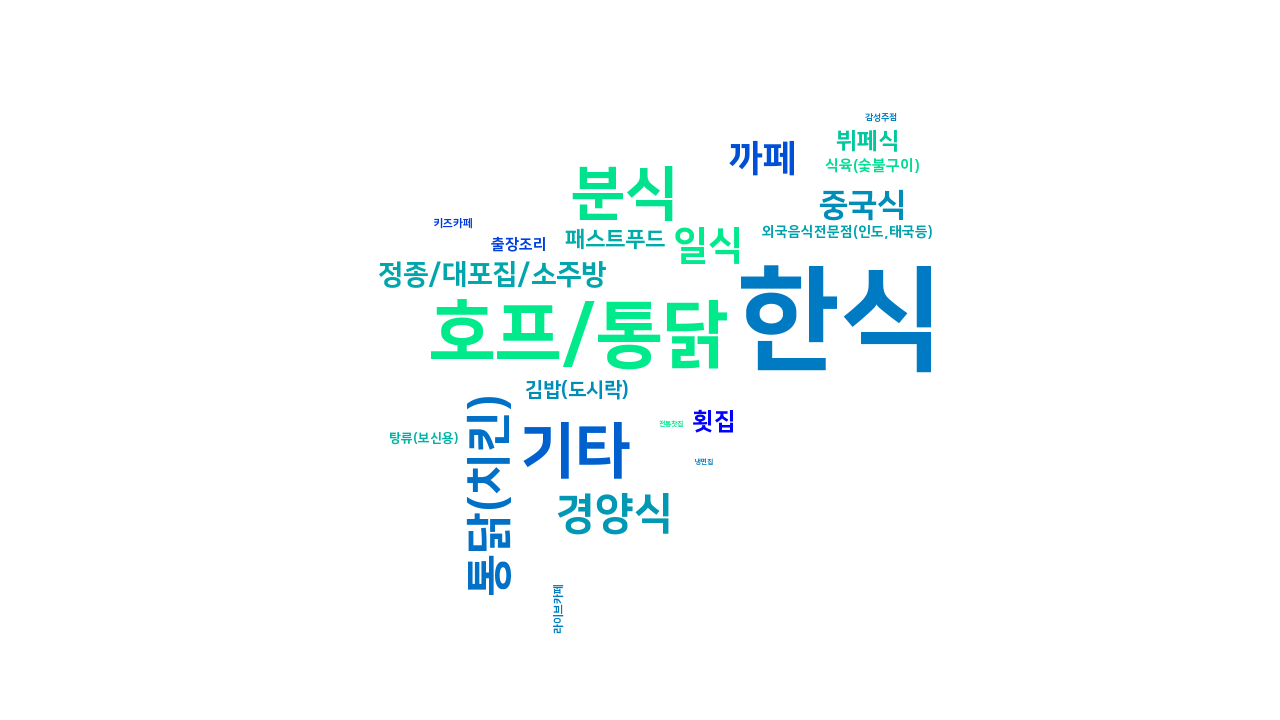 감성주점
뷔페식
까페
식육(숯불구이)
분식
중국식
키즈카페
외국음식전문점(인도,태국등)
출장조리
패스트푸드
일식
정종/대포집/소주방
한식
호프/통닭
김밥(도시락)
횟집
전통찻집
탕류(보신용)
기타
냉면집
통닭(치킨)
경양식
라이브카페